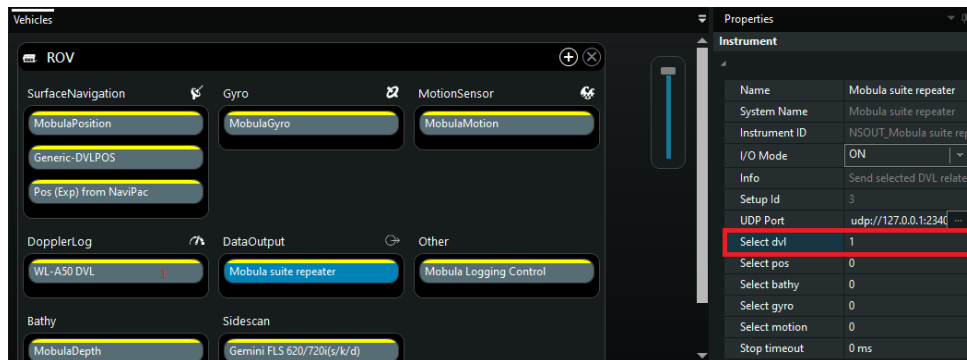 Vehicles
ROV
SurfaceNavigation
Gyro
MotionSensor
MobulaPosition
MobulaGyro
MobulaMotion
Generic-DVLPOS
Pos (Exp) from NaviPac
DopplerLog
DataOutput
Other
WL-A50 DVL 1
Mobula suite repeater
Mobula Logging Control
Bathy
Sidescan
MobulaDepth
Gemini FLS 620/720i(s/k/d)
Properties
Instrument
Name Mobula suite repeater
System Name Mobula suite repeater
Instrument ID NSOUT_Mobula suite rep
I/O Mode ON
Info Send selected DVL relate
Setup Id 3
UDP Port udp://127.0.0.1:2340 ...
Select dvl 1
Select pos 0
Select bathy 0
Select gyro 0
Select motion 0
Stop timeout 0 ms